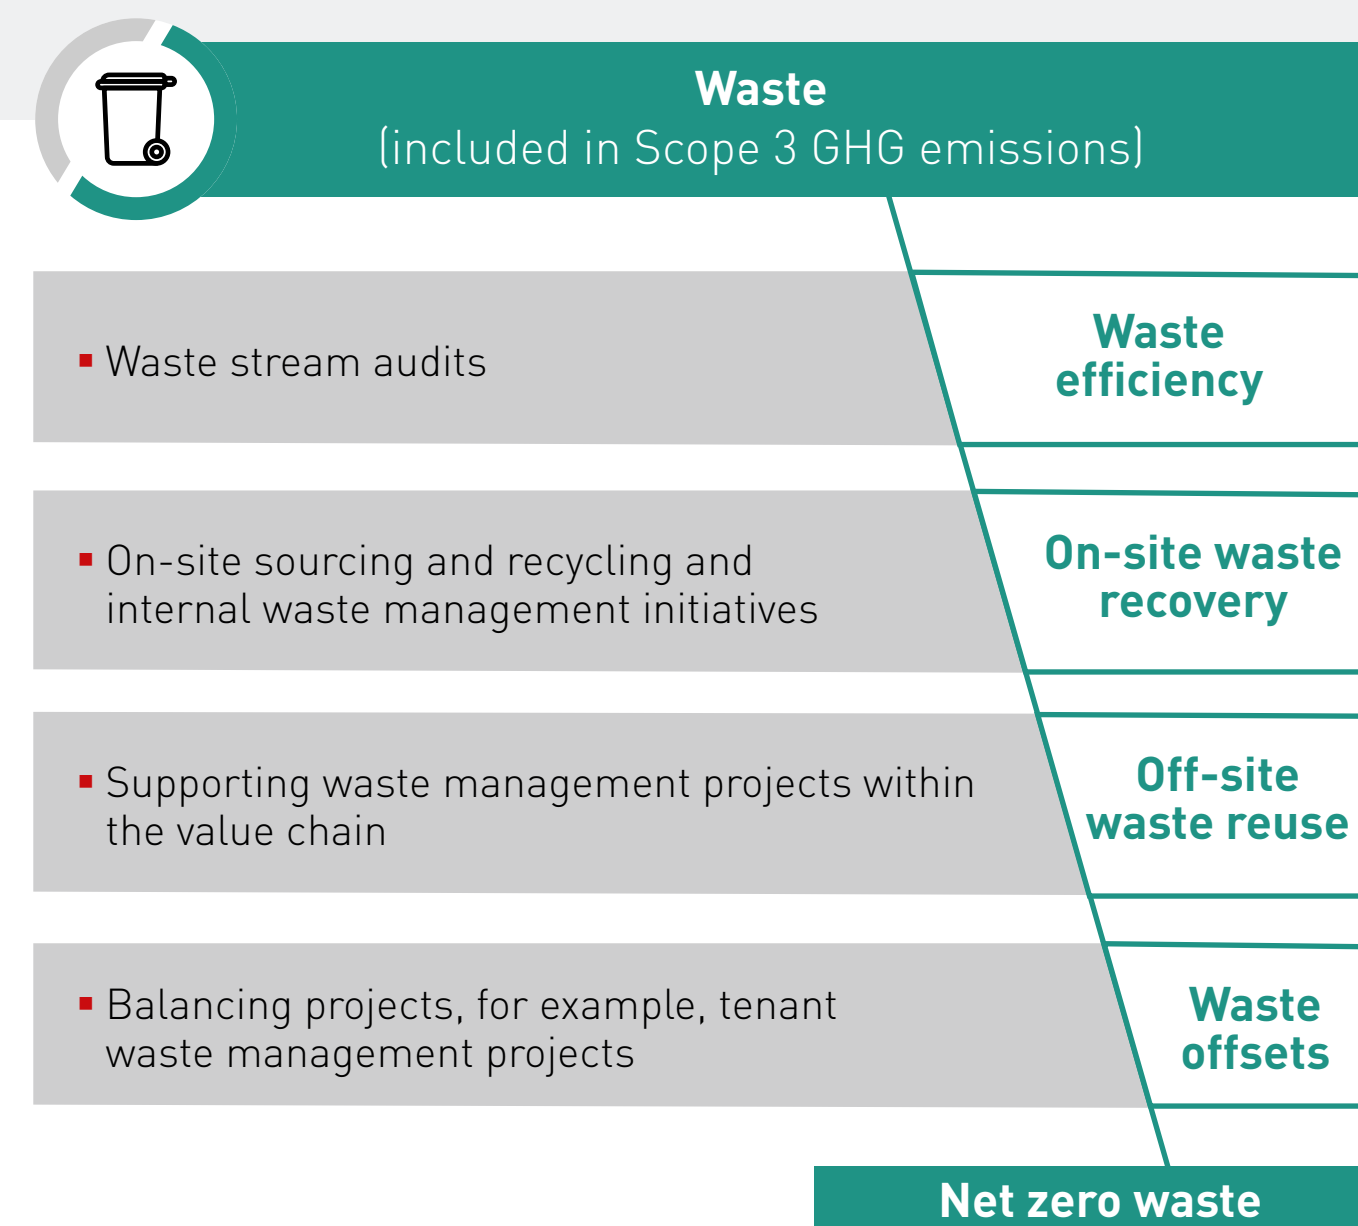 Waste
(included in Scope 3 GHG emissions)
▪ Waste stream audits
Waste
efficiency
▪ On-site sourcing and recycling and
internal waste management initiatives
On-site waste
recovery
▪ Supporting waste management projects within
the value chain
Off-site
waste reuse
▪ Balancing projects, for example, tenant
waste management projects
Waste
offsets
Net zero waste